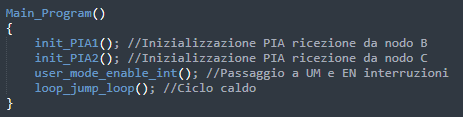 Main_Program()
{
init_PIA1(); //Inizializzazione PIA ricezione da nodo B
init_PIA2(); //Inizializzazione PIA ricezione da nodo C
user_mode_enable_int(); //Passaggio a UM e EN interruzioni
loop_jump_loop(); //Ciclo caldo
}